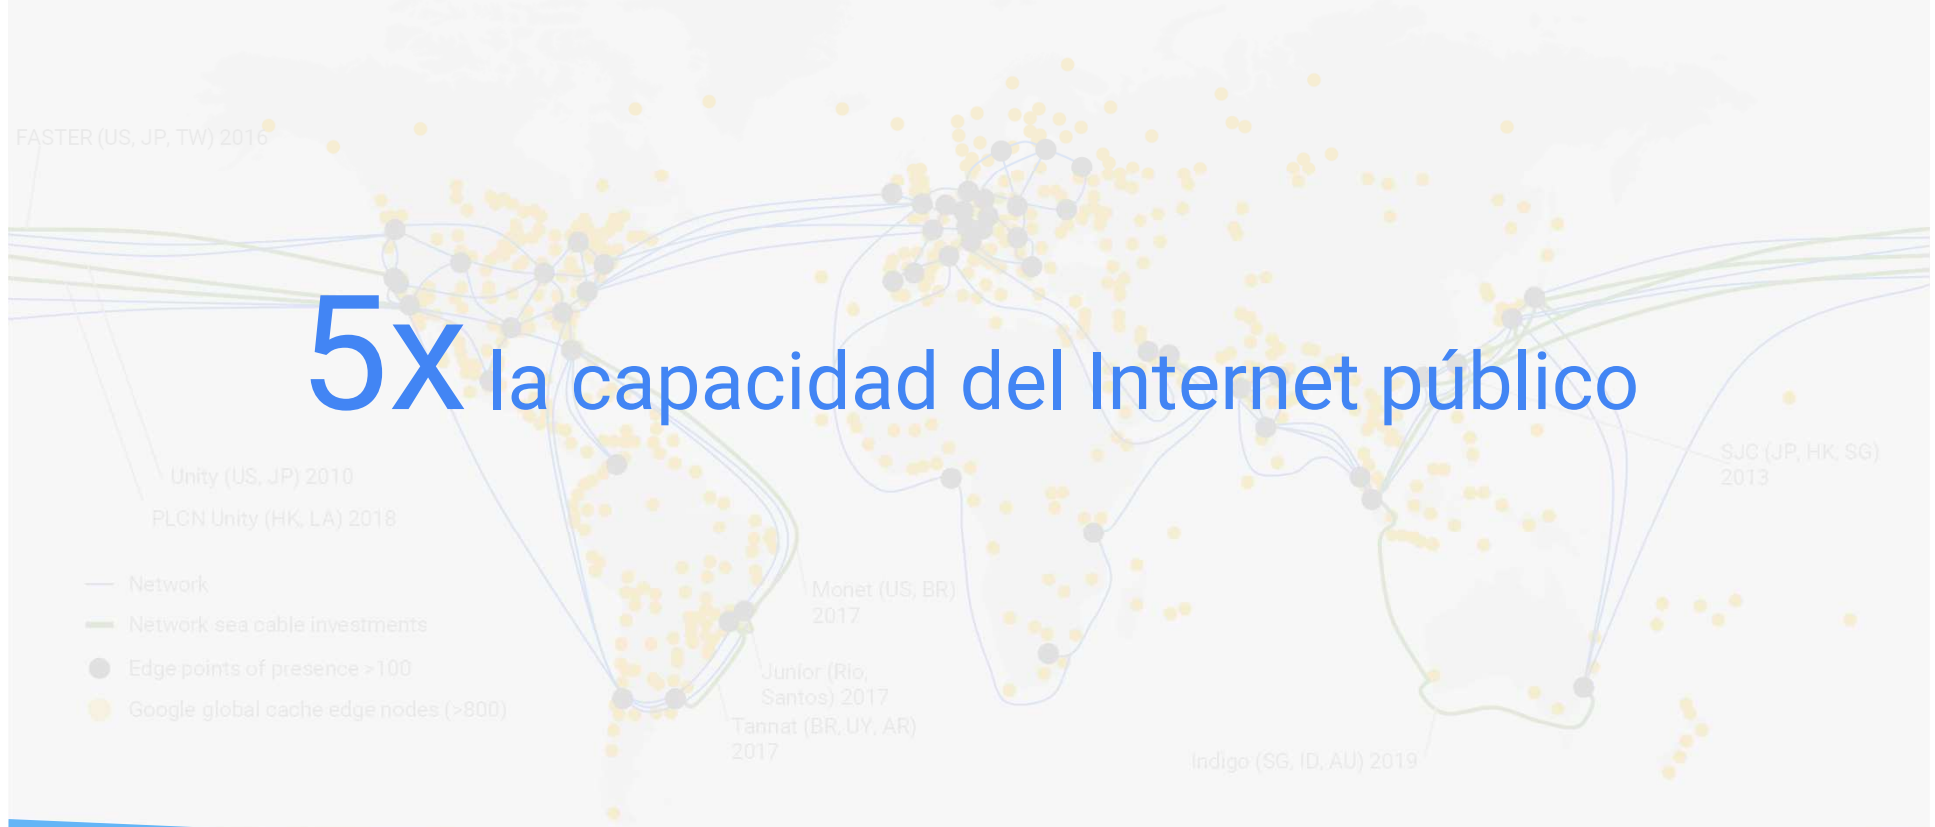 FASTER (US, JP, TW) 2016
5x la capacidad del Internet público
SJC (JP, HK, SG)
2013
Unity (US, JP) 2010
PLCN Unity (HK, LA) 2018
Network
Network sea cable investments
Edge points of presence >100
Google global cache edge nodes (>800)
Monet (US, BR)
2017
Junior (Rio,
Santos) 2017
Tannat (BR, UY, AR)
2017
Indigo (SG, ID, AU) 2019